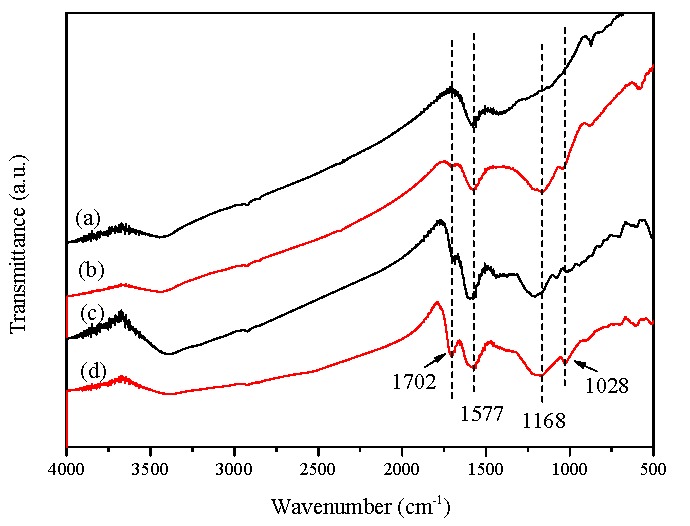 Transmittance (a.u.)
(a)
(b)
(c)
(d)
1702
1577
1168
1028
4000 3500 3000 2500 2000 1500 1000 500
Wavenumber (cm⁻¹)